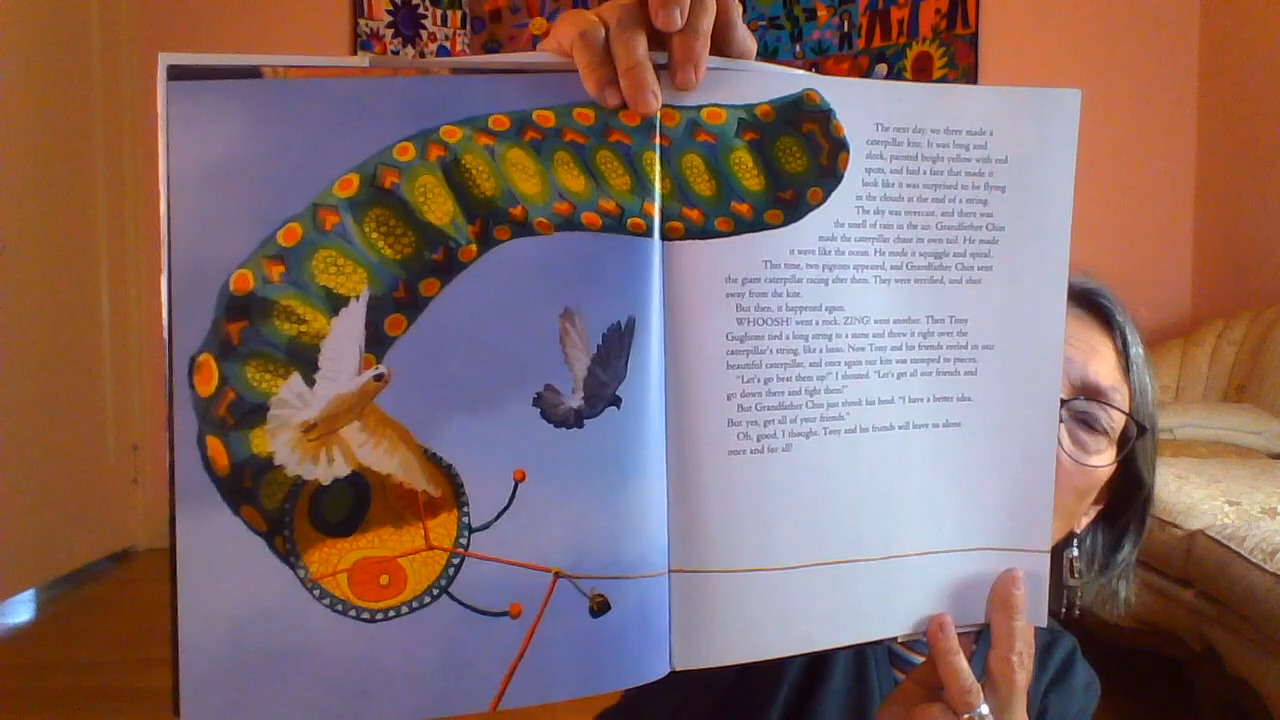 The next day, we three made a
caterpillar kite. It was long and
sleek, painted bright yellow with red
spots, and had a face that made it
look like it was surprised to be flying
in the clouds at the end of a string.
The sky was overcast, and there was
the smell of rain in the air. Grandfather Chin
made the caterpillar chase its own tail. He made
it wave like the ocean. He made it squiggle and spiral.
This time, two pigeons appeared, and Grandfather Chin sent
the giant caterpillar racing after them. They were terrified, and shot
away from the kite.
But then, it happened again.
WHOOSH! went a rock. ZING! went another. Then Tony
Guglione tied a long string to a stone and threw it right over the
caterpillar's string, like a lasso. Now Tony and his friends reeled in our
beautiful caterpillar, and once again our kite was stomped to pieces.
"Let's go beat them up!" I shouted. "Let's get all our friends and
go down there and fight them!"
But Grandfather Chin just shook his head. "I have a better idea.
But yes, get all of your friends."
Oh, good, I thought. Tony and his friends will leave us alone
once and for all!